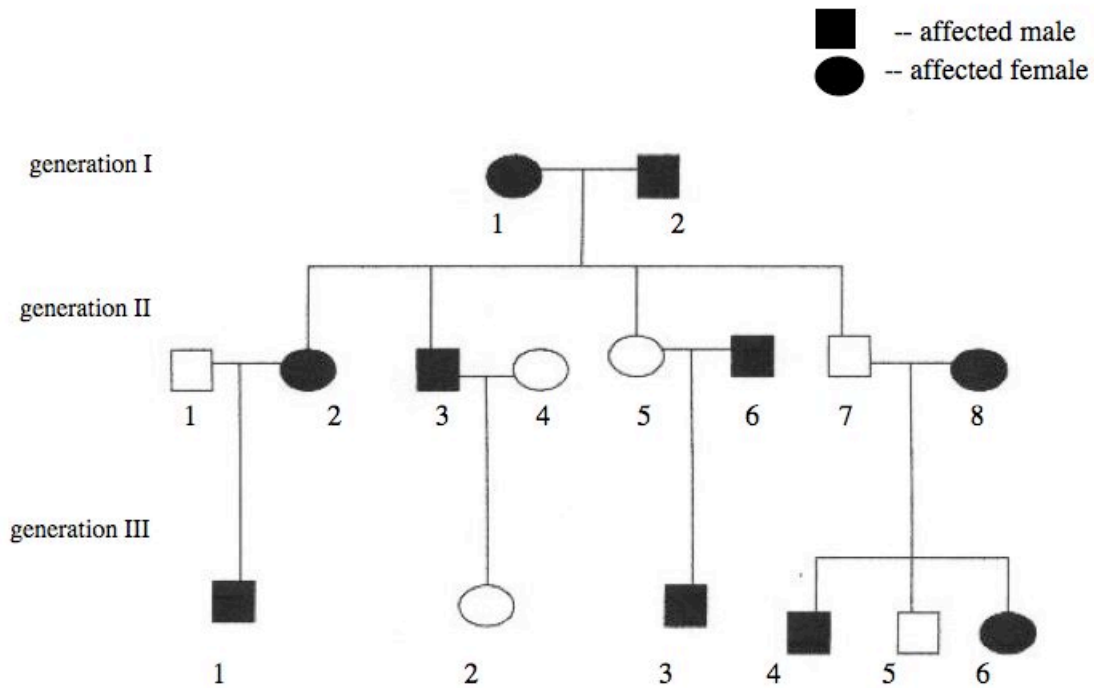 -- affected male
-- affected female
generation I
1 2
generation II
1 2 3 4 5 6 7 8
generation III
1 2 3 4 5 6